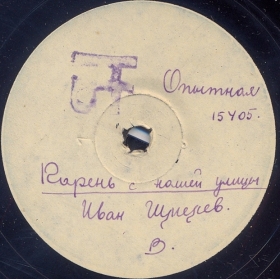 Опытная
15405.
Парень с нашей улицы
Иван Шмелев.
В.